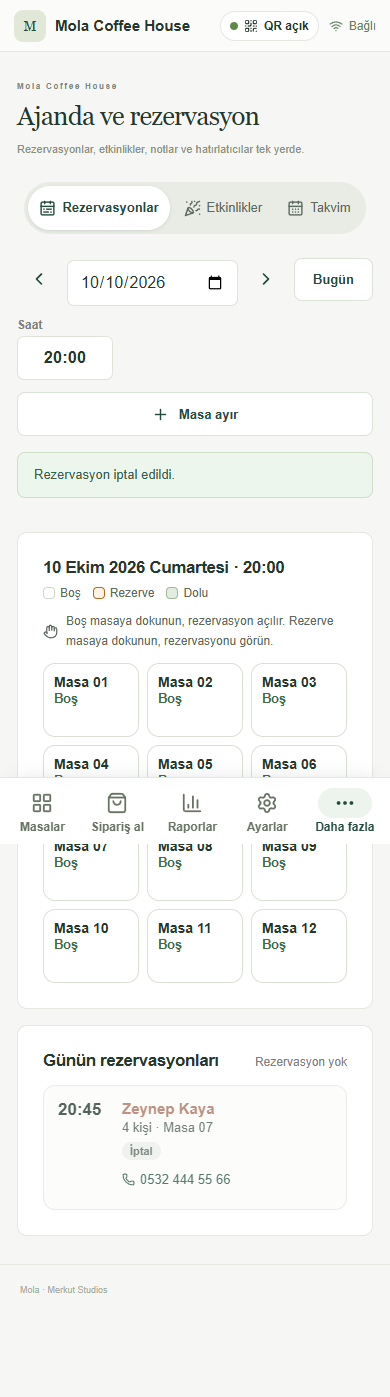 M Mola Coffee House QR açık Bağlı
Mola Coffee House
Ajanda ve rezervasyon
Rezervasyonlar, etkinlikler, notlar ve hatırlatıcılar tek yerde.
Rezervasyonlar Etkinlikler Takvim
10/10/2026 Bugün
Saat
20:00
Masa ayır
Rezervasyon iptal edildi.
10 Ekim 2026 Cumartesi · 20:00
Boş Rezerve Dolu
Boş masaya dokunun, rezervasyon açılır. Rezerve
masaya dokunun, rezervasyonu görün.
Masa 01 Masa 02 Masa 03
Boş Boş Boş
Masa 04 Masa 05 Masa 06
Masalar Sipariş al Raporlar Ayarlar Daha fazla
Masa 07 Masa 08 Masa 09
Boş Boş Boş
Masa 10 Masa 11 Masa 12
Boş Boş Boş
Günün rezervasyonları Rezervasyon yok
20:45 Zeynep Kaya
4 kişi · Masa 07
İptal
0532 444 55 66
Mola · Merkut Studios